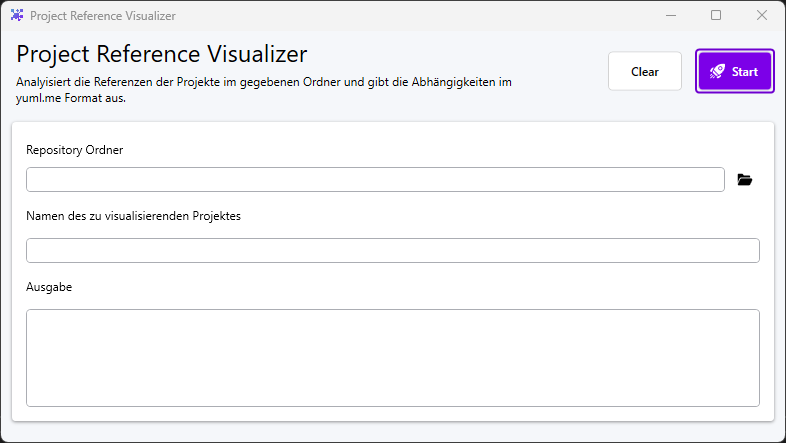 Project Reference Visualizer
Project Reference Visualizer
Analyisiert die Referenzen der Projekte im gegebenen Ordner und gibt die Abhängigkeiten im
yuml.me Format aus.
Clear
Start
Repository Ordner
Namen des zu visualisierenden Projektes
Ausgabe